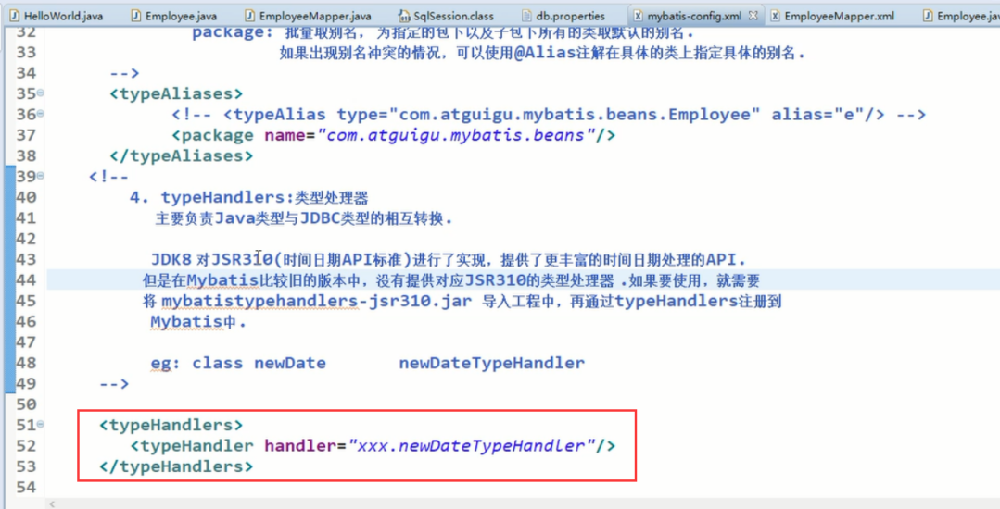 HelloWorld.java Employee.java EmployeeMapper.java SqlSession.class db.properties mybatis-config.xml EmployeeMapper.xml Employee.jav
32 package: 批量取别名, 为指定的包下以及子包下所有的类取默认的别名.
33 如果出现别名冲突的情况, 可以使用@Alias注解在具体的类上指定具体的别名.
34 -->
35 <typeAliases>
36 <!-- <typeAlias type="com.atguigu.mybatis.beans.Employee" alias="e"/> -->
37 <package name="com.atguigu.mybatis.beans"/>
38 </typeAliases>
39 <!--
40 4. typeHandlers:类型处理器
41 主要负责Java类型与JDBC类型的相互转换.
42
43 JDK8 对JSR310(时间日期API标准)进行了实现, 提供了更丰富的时间日期处理的API.
44 但是在Mybatis比较旧的版本中, 没有提供对应JSR310的类型处理器 .如果要使用, 就需要
45 将 mybatistypehandlers-jsr310.jar 导入工程中, 再通过typeHandlers注册到
46 Mybatis中.
47
48 eg: class newDate newDateTypeHandler
49 -->
50
51 <typeHandlers>
52 <typeHandler handler="xxx.newDateTypeHandler"/>
53 </typeHandlers>
54